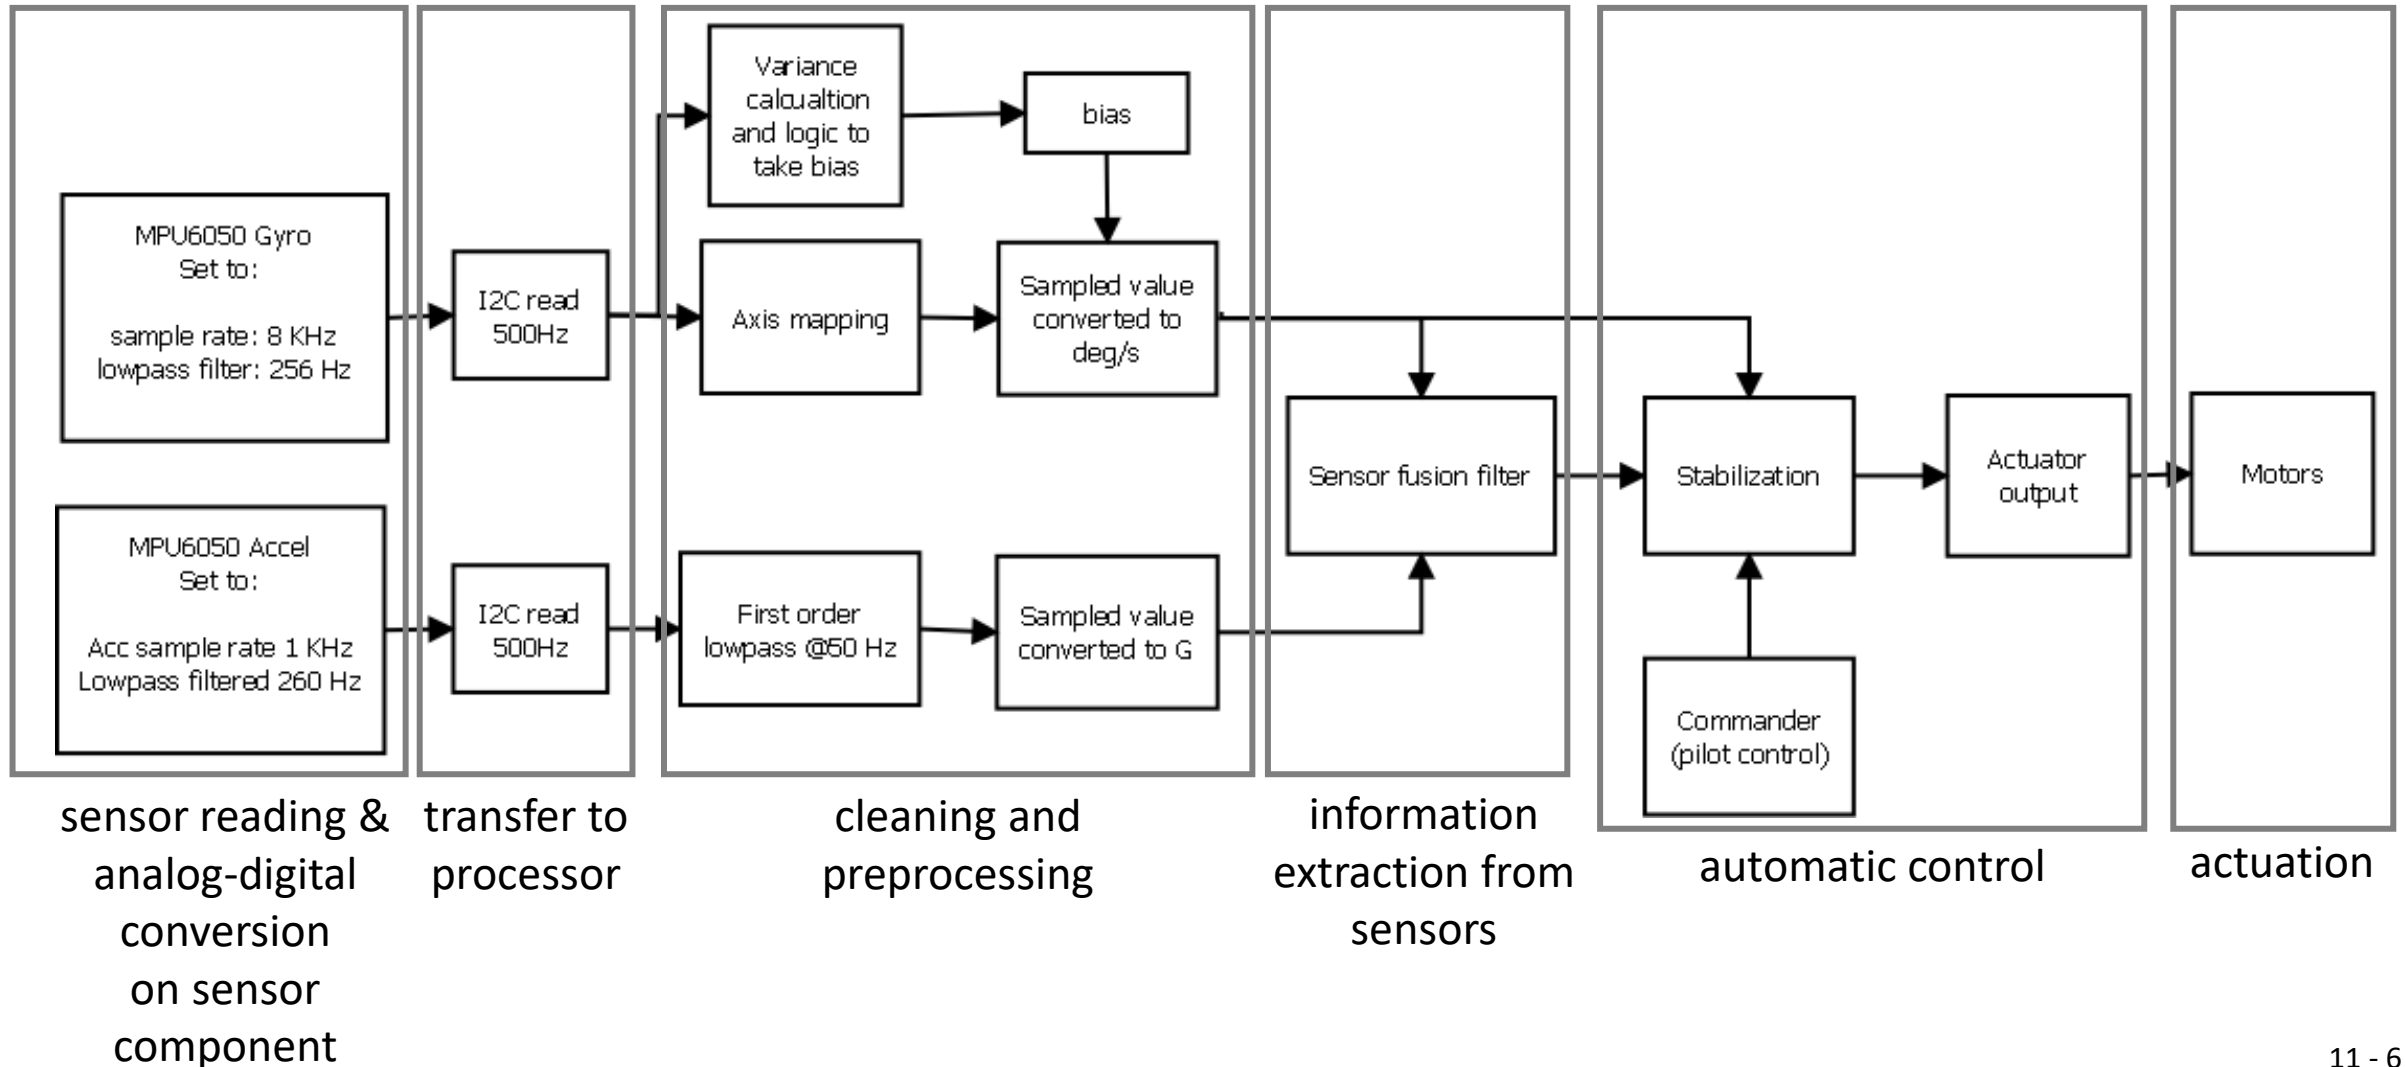 MPU6050 Gyro
Set to:
sample rate: 8 KHz
lowpass filter: 256 Hz
MPU6050 Accel
Set to:
Acc sample rate 1 KHz
Lowpass filtered 260 Hz
sensor reading &
analog-digital
conversion
on sensor
component
I2C read
500Hz
I2C read
500Hz
transfer to
processor
Variance
calcualtion
and logic to
take bias
bias
Axis mapping
Sampled value
converted to
deg/s
First order
lowpass @50 Hz
Sampled value
converted to G
cleaning and
preprocessing
Sensor fusion filter
information
extraction from
sensors
Stabilization
Actuator
output
Commander
(pilot control)
automatic control
Motors
actuation
11 - 6